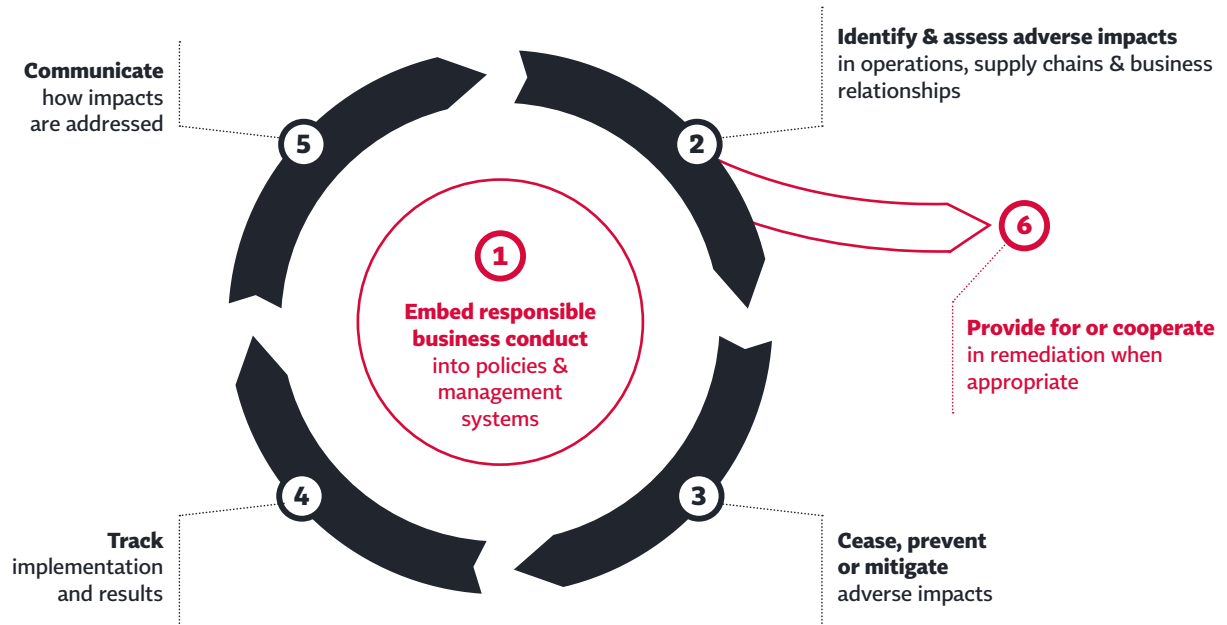 1
Embed responsible
business conduct
into policies &
management
systems
2
Identify & assess adverse impacts
in operations, supply chains & business
relationships
3
Cease, prevent
or mitigate
adverse impacts
4
Track
implementation
and results
5
Communicate
how impacts
are addressed
6
Provide for or cooperate
in remediation when
appropriate